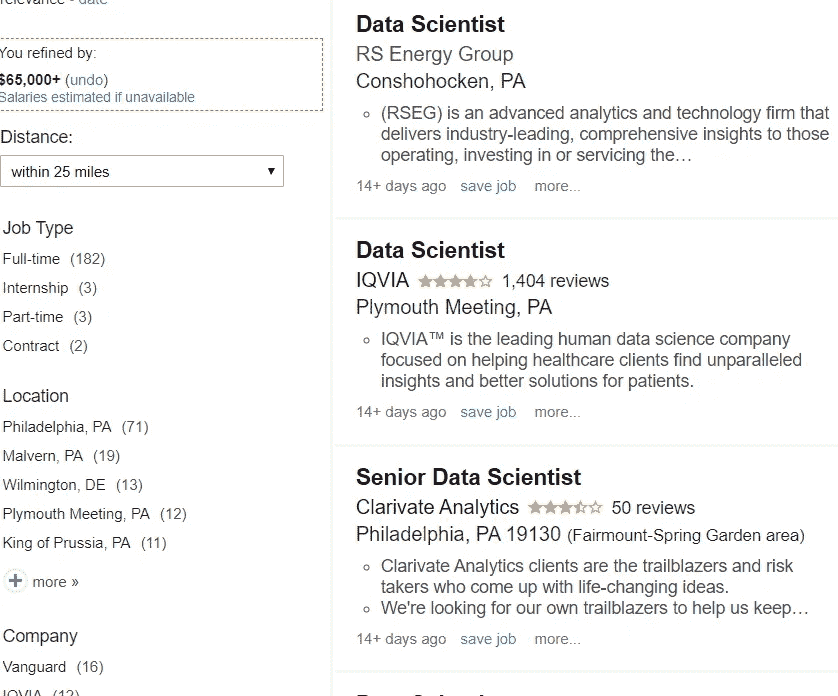 relevance - date
You refined by:
$65,000+ (undo)
Salaries estimated if unavailable
Distance:
within 25 miles
Job Type
Full-time (182)
Internship (3)
Part-time (3)
Contract (2)
Location
Philadelphia, PA (71)
Malvern, PA (19)
Wilmington, DE (13)
Plymouth Meeting, PA (12)
King of Prussia, PA (11)
more »
Company
Vanguard (16)
IQVIA (12)
Data Scientist
RS Energy Group
Conshohocken, PA
(RSEG) is an advanced analytics and technology firm that
delivers industry-leading, comprehensive insights to those
operating, investing in or servicing the…
14+ days ago save job more...
Data Scientist
IQVIA 1,404 reviews
Plymouth Meeting, PA
IQVIA™ is the leading human data science company
focused on helping healthcare clients find unparalleled
insights and better solutions for patients.
14+ days ago save job more...
Senior Data Scientist
Clarivate Analytics 50 reviews
Philadelphia, PA 19130 (Fairmount-Spring Garden area)
Clarivate Analytics clients are the trailblazers and risk
takers who come up with life-changing ideas.
We're looking for our own trailblazers to help us keep…
14+ days ago save job more...